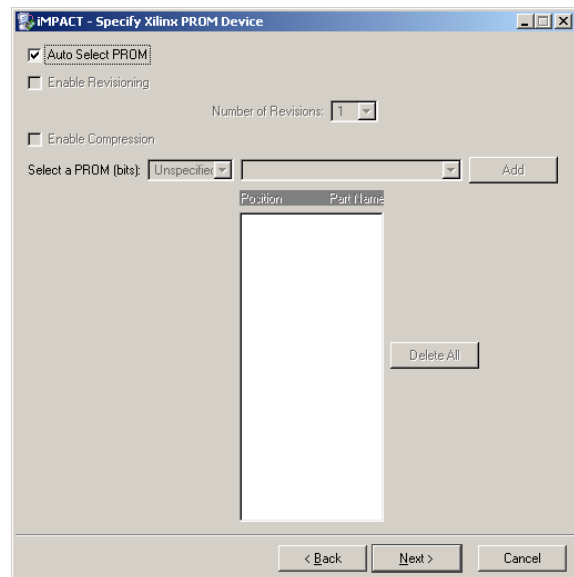 iMPACT - Specify Xilinx PROM Device
Auto Select PROM
Enable Revisioning
Number of Revisions: 1
Enable Compression
Select a PROM (bits): Unspecified Add
Position Part Name
Delete All
< Back Next > Cancel